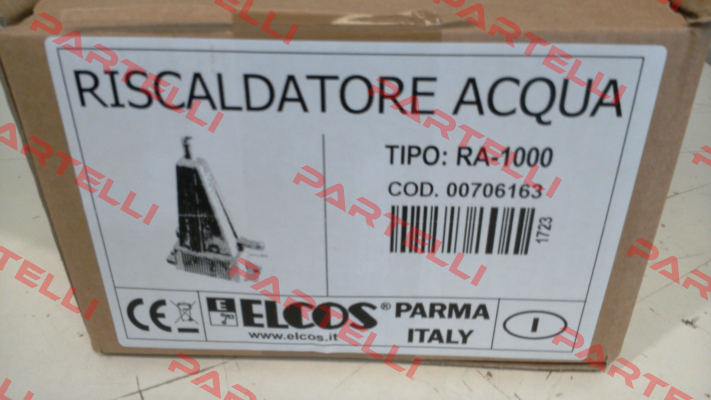 RISCALDATORE ACQUA
TIPO: RA-1000
COD. 00706163
1723
CE
ELCOS® PARMA
ITALY
www.elcos.it
I
PARTELLI
PARTELLI
PARTELLI
PARTELLI
PARTELLI
PARTELLI
PARTELLI
PARTELLI